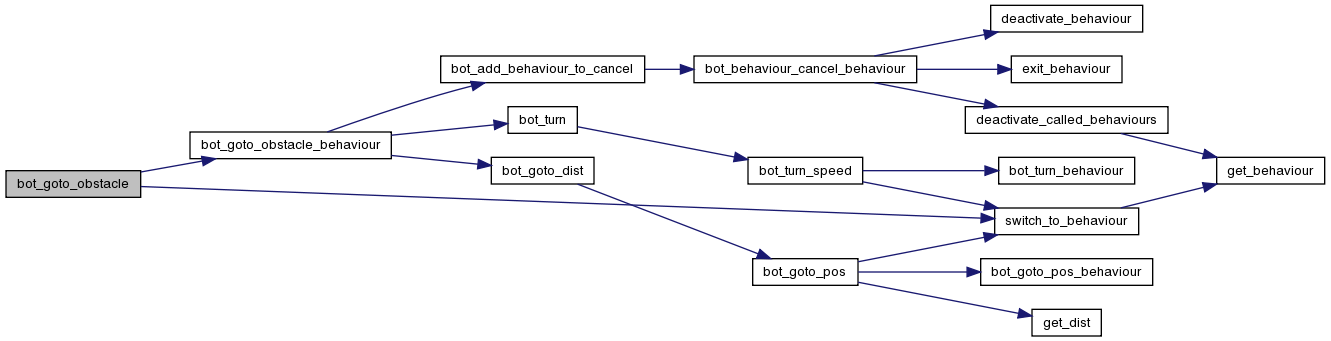 bot_goto_obstacle
bot_goto_obstacle_behaviour
bot_add_behaviour_to_cancel
bot_turn
bot_goto_dist
bot_behaviour_cancel_behaviour
bot_turn_speed
bot_goto_pos
deactivate_behaviour
exit_behaviour
deactivate_called_behaviours
bot_turn_behaviour
switch_to_behaviour
bot_goto_pos_behaviour
get_dist
get_behaviour